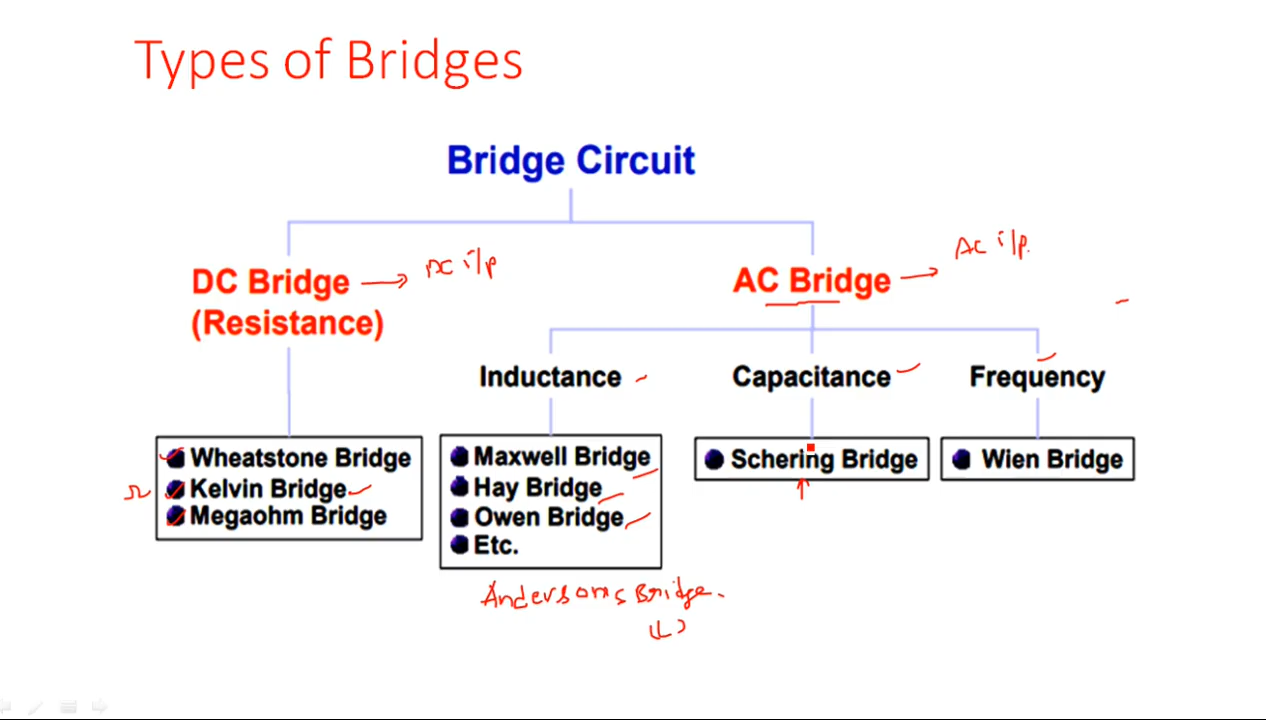 Types of Bridges
Bridge Circuit
DC Bridge → DC i/p
(Resistance)
AC Bridge → AC i/p.
Inductance
Capacitance
Frequency
Wheatstone Bridge
Ω Kelvin Bridge
Megaohm Bridge
Maxwell Bridge
Hay Bridge
Owen Bridge
Etc.
Schering Bridge
Wien Bridge
Andersons Bridge.
(L)